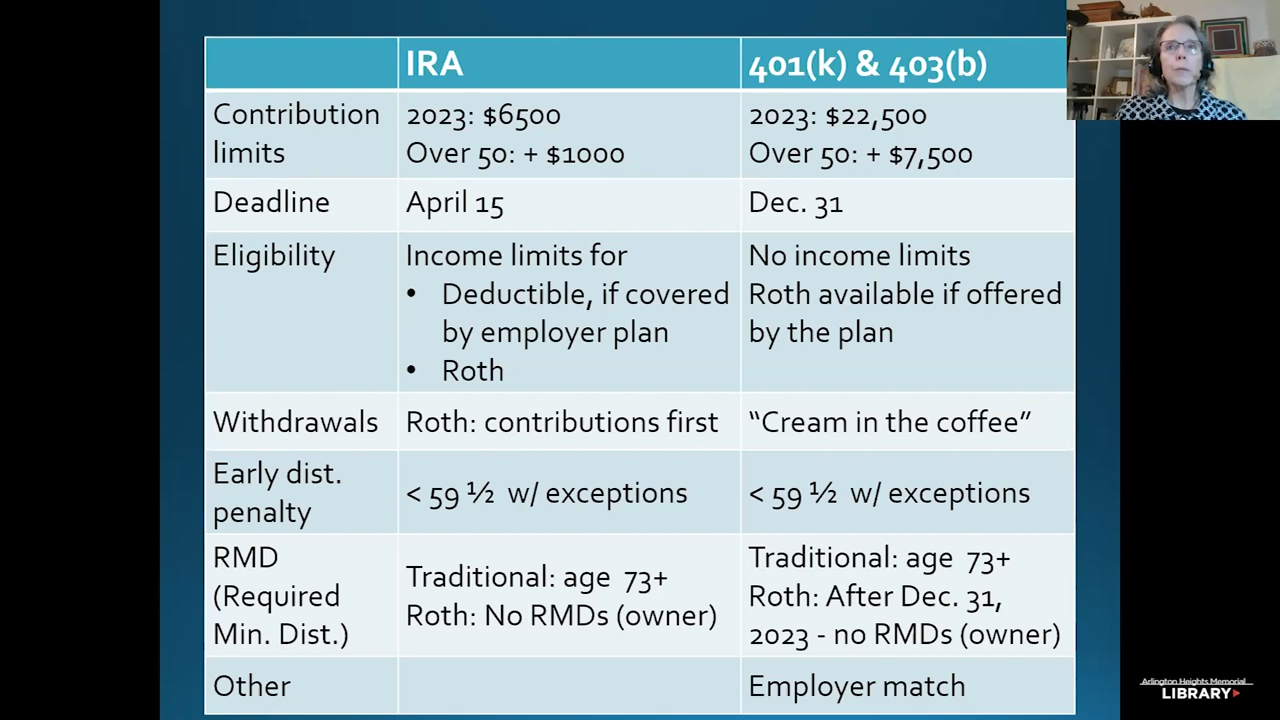 IRA
401(k) & 403(b)
Contribution
limits
2023: $6500
Over 50: + $1000
2023: $22,500
Over 50: + $7,500
Deadline
April 15
Dec. 31
Eligibility
Income limits for
• Deductible, if covered
by employer plan
• Roth
No income limits
Roth available if offered
by the plan
Withdrawals
Roth: contributions first
“Cream in the coffee”
Early dist.
penalty
< 59 ½ w/ exceptions
< 59 ½ w/ exceptions
RMD
(Required
Min. Dist.)
Traditional: age 73+
Roth: No RMDs (owner)
Traditional: age 73+
Roth: After Dec. 31,
2023 - no RMDs (owner)
Other
Employer match
Arlington Heights Memorial
LIBRARY